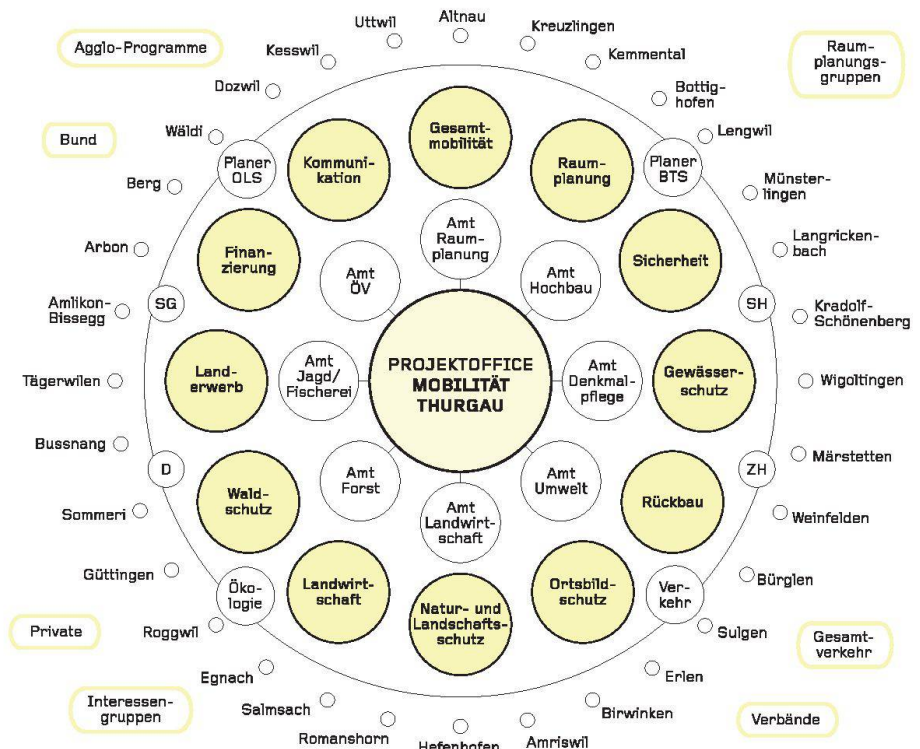 Altnau
Uttwil
Kreuzlingen
Agglo-Programme
Kesswil
Kemmental
Raum-
planungs-
gruppen
Dozwil
Bottig-
hofen
Bund
Wäldi
Lengwil
Planer
OLS
Kommuni-
kation
Gesamt-
mobilität
Raum-
planung
Planer
BTS
Berg
Münster-
lingen
Arbon
Finan-
zierung
Amt
ÖV
Amt
Raum-
planung
Amt
Hochbau
Sicherheit
Langricken-
bach
Amlikon-
Bissegg
SG
SH
Kradolf-
Schönenberg
Tägerwilen
Land-
erwerb
Amt
Jagd/
Fischerei
PROJEKTOFFICE
MOBILITÄT
THURGAU
Amt
Denkmal-
pflege
Gewässer-
schutz
Wigoltingen
Bussnang
D
ZH
Märstetten
Sommeri
Wald-
schutz
Amt
Forst
Amt
Landwirt-
schaft
Amt
Umwelt
Rückbau
Weinfelden
Güttingen
Öko-
logie
Landwirt-
schaft
Natur- und
Landschafts-
schutz
Ortsbild-
schutz
Ver-
kehr
Bürglen
Private
Roggwil
Sulgen
Gesamt-
verkehr
Egnach
Erlen
Interessen-
gruppen
Salmsach
Birwinken
Verbände
Romanshorn
Hefenhofen
Amriswil